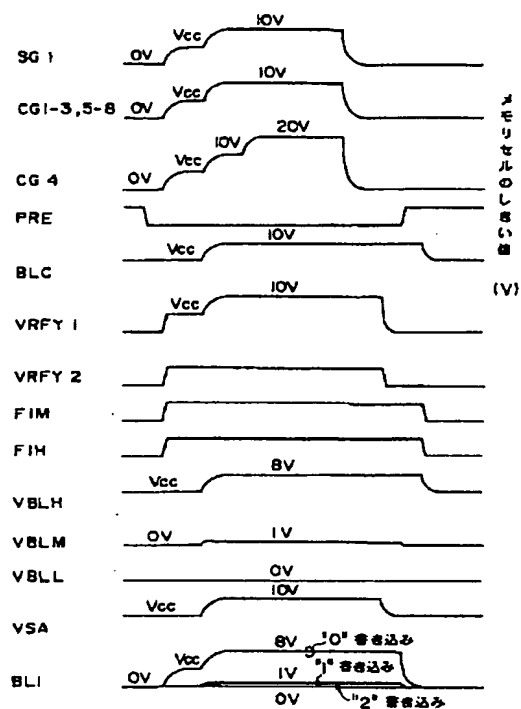 10V
Vcc
0V
SG 1
10V
Vcc
0V
CG1-3,5-8
20V
10V
Vcc
0V
CG 4
PRE
10V
Vcc
BLC
10V
Vcc
VRFY 1
VRFY 2
FIM
FIH
8V
Vcc
VBLH
1V
0V
VBLM
0V
VBLL
10V
Vcc
VSA
8V
"0" 書き込み
Vcc
"1" 書き込み
1V
0V
BL1
0V
"2" 書き込み
メモリセルのしきい値
(V)